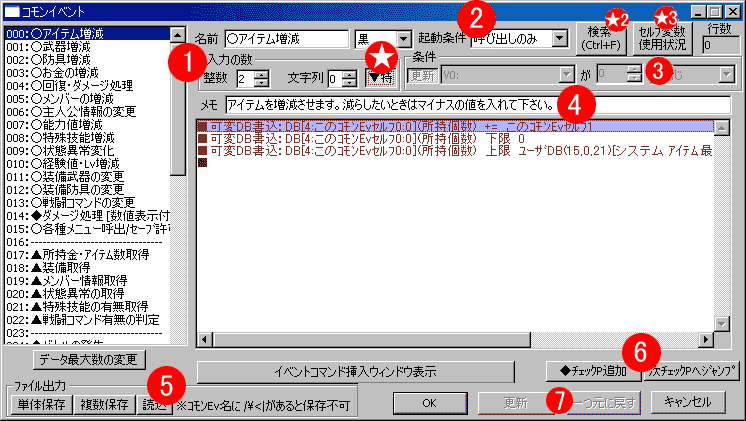 コモンイベント
000:○アイテム増減
001:○武器増減
002:○防具増減
003:○お金の増減
004:○回復・ダメージ処理
005:○メンバーの増減
006:○主人公情報の変更
007:○能力値増減
008:○特殊技能増減
009:○状態異常変化
010:○経験値・Lv増減
011:○装備武器の変更
012:○装備防具の変更
013:○戦闘コマンドの変更
014:◆ダメージ処理 [数値表示付
015:○各種メニュー呼出/セーブ許
016:--------------------------------
017:▲所持金・アイテム数取得
018:▲装備取得
019:▲メンバー情報取得
020:▲状態異常の取得
021:▲特殊技能の有無取得
022:▲戦闘コマンド有無の判定
023:--------------------------------
データ最大数の変更
ファイル出力
単体保存 複数保存 読込 ※コモンEv名に /¥<|があると保存不可
5
名前 ○アイテム増減 黒 起動条件 呼び出しのみ
2
検索
(Ctrl+F)
★2
セルフ変数
使用状況
★3
行数
0
1
入力の数
整数 2 文字列 0 ▼特
★
条件
更新 V0: が 0
3
メモ アイテムを増減させます。減らしたいときはマイナスの値を入れて下さい。
4
■可変DB書込: DB[4:このコモンEvセルフ0:0](所持個数) += このコモンEvセルフ1
■可変DB書込: DB[4:このコモンEvセルフ0:0](所持個数) 下限 0
■可変DB書込: DB[4:このコモンEvセルフ0:0](所持個数) 上限 ユーザDB(15,0,21)[システム アイテム最
■
イベントコマンド挿入ウィンドウ表示
◆チェックP追加 次チェックPへジャンプ
6
OK 更新 一つ元に戻す キャンセル
7